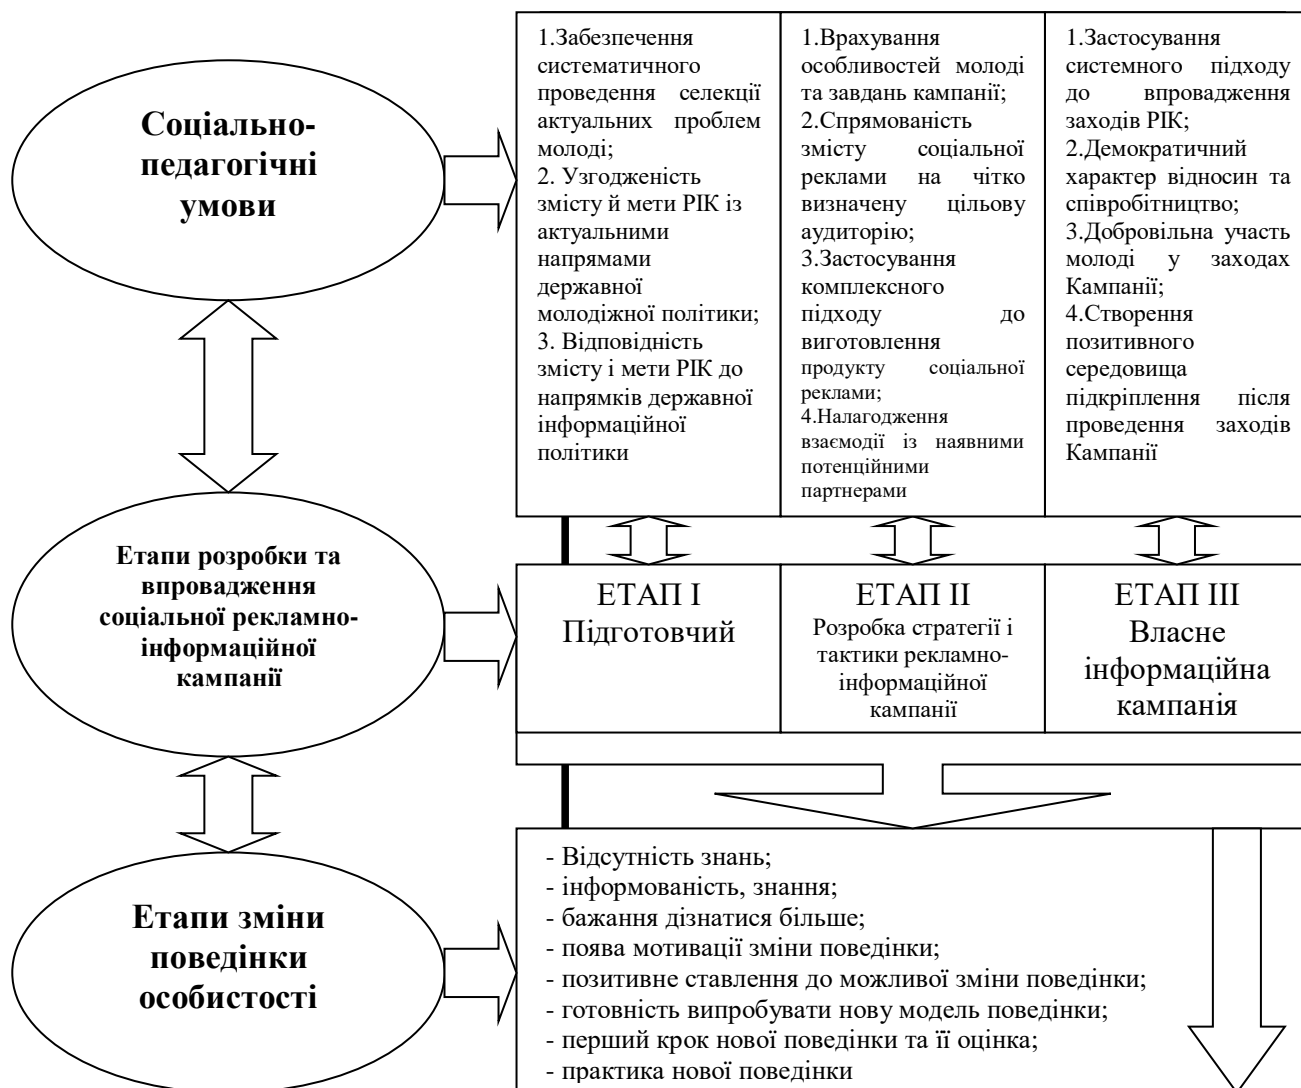 Соціально-
педагогічні
умови
1.Забезпечення
систематичного
проведення селекції
актуальних проблем
молоді;
2. Узгодженість
змісту й мети РІК із
актуальними
напрямами
державної
молодіжної політики;
3. Відповідність
змісту і мети РІК до
напрямків державної
інформаційної
політики
1.Врахування
особливостей молоді
та завдань кампанії;
2.Спрямованість
змісту соціальної
реклами на чітко
визначену цільову
аудиторію;
3.Застосування
комплексного
підходу до
виготовлення
продукту соціальної
реклами;
4.Налагодження
взаємодії із наявними
потенційними
партнерами
1.Застосування
системного підходу
до впровадження
заходів РІК;
2.Демократичний
характер відносин та
співробітництво;
3.Добровільна участь
молоді у заходах
Кампанії;
4.Створення
позитивного
середовища
підкріплення після
проведення заходів
Кампанії
Етапи розробки та
впровадження
соціальної рекламно-
інформаційної
кампанії
ЕТАП І
Підготовчий
ЕТАП ІІ
Розробка стратегії і
тактики рекламно-
інформаційної
кампанії
ЕТАП ІІІ
Власне
інформаційна
кампанія
Етапи зміни
поведінки
особистості
- Відсутність знань;
- інформованість, знання;
- бажання дізнатися більше;
- поява мотивації зміни поведінки;
- позитивне ставлення до можливої зміни поведінки;
- готовність випробувати нову модель поведінки;
- перший крок нової поведінки та її оцінка;
- практика нової поведінки